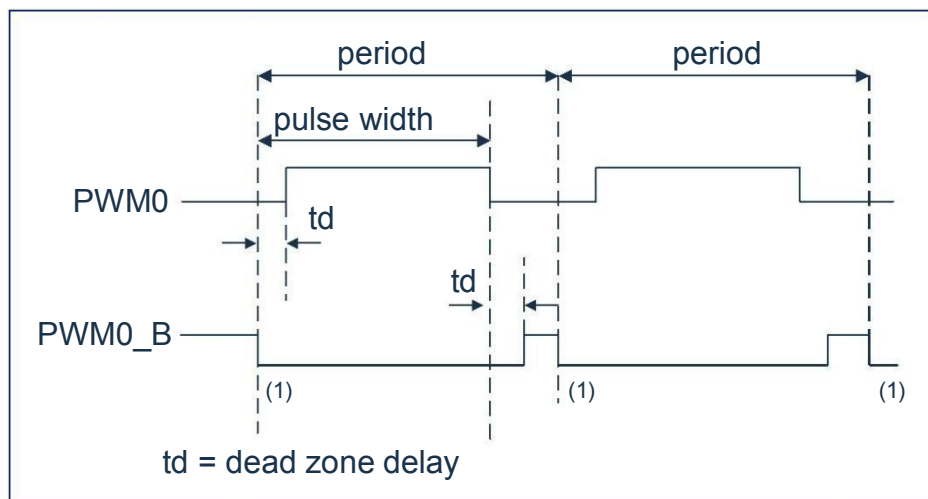 period period
pulse width
PWM0
td
td
PWM0_B
(1) (1) (1)
td = dead zone delay